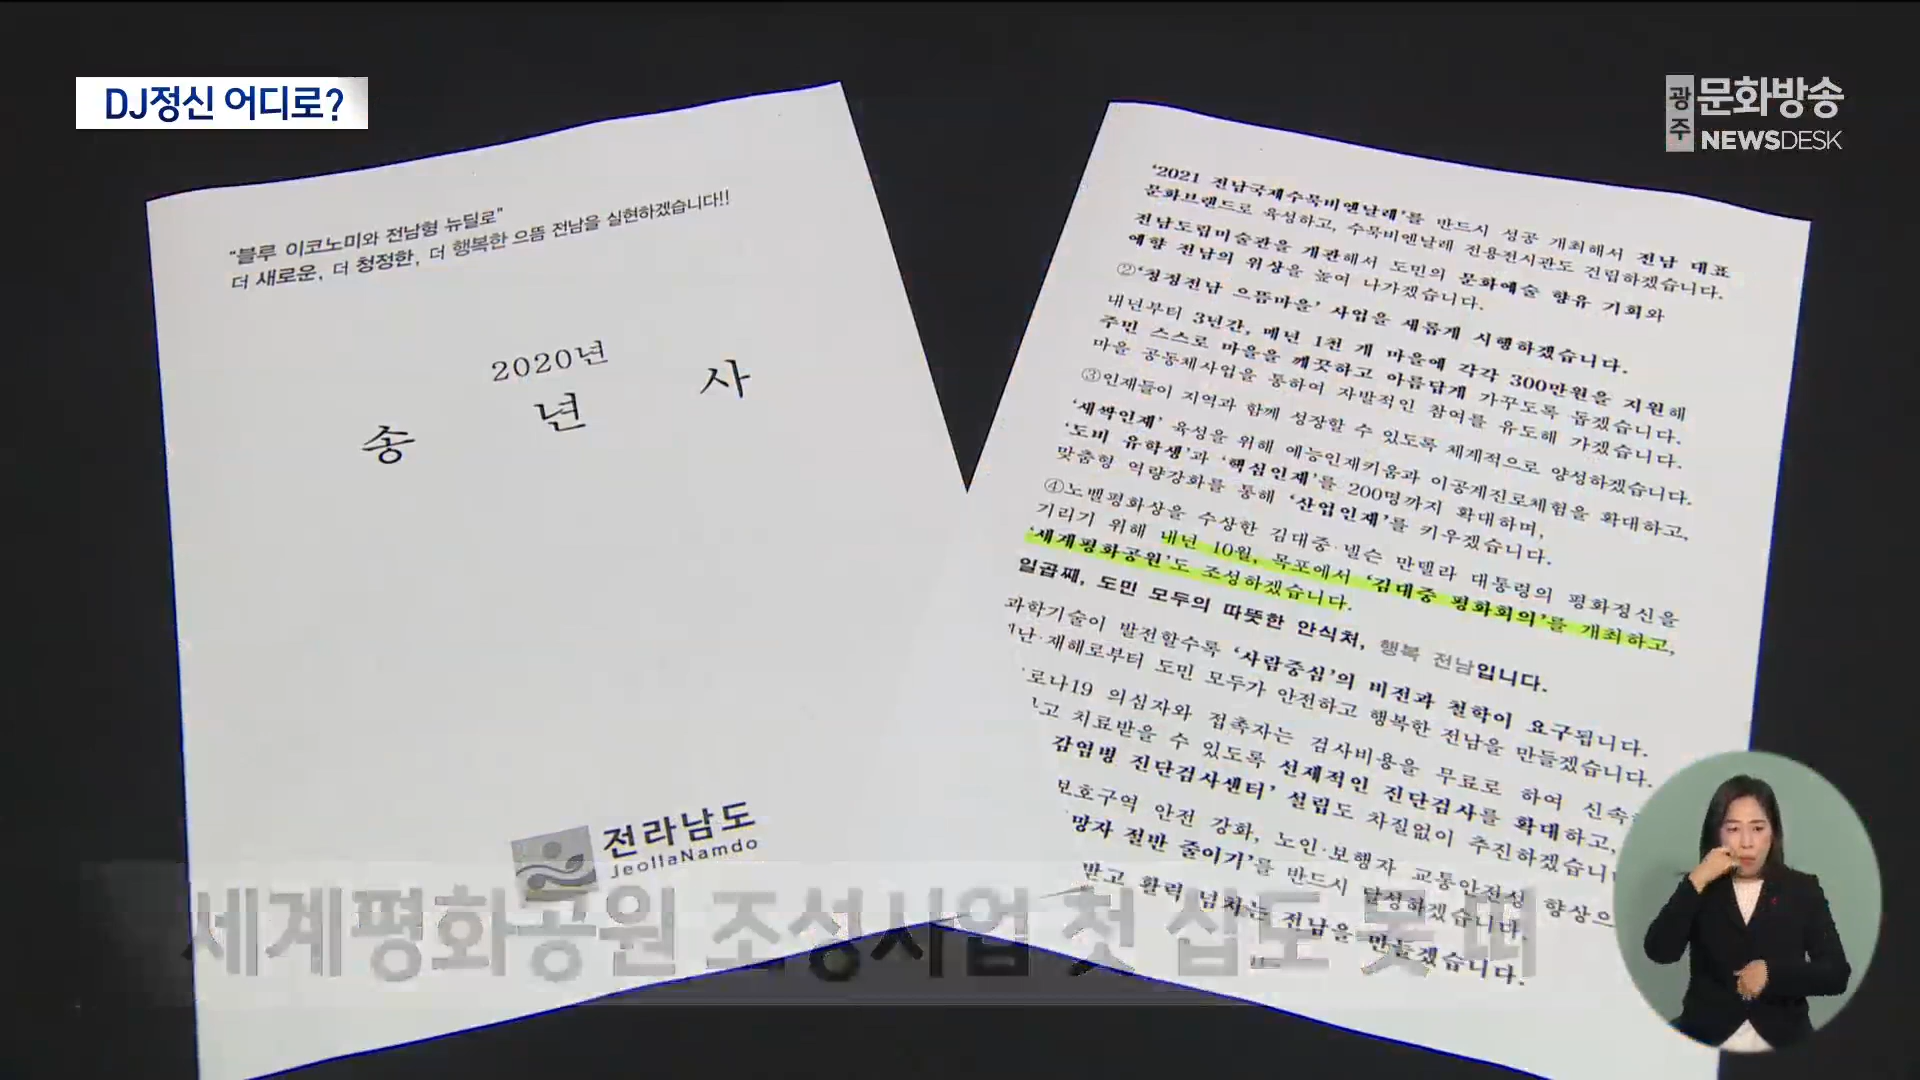 DJ정신 어디로?
광주
문화방송
NEWSDESK
"블루 이코노미와 전남형 뉴딜로"
더 새로운, 더 청정한, 더 행복한 으뜸 전남을 실현하겠습니다!!
2020년
송 년 사
전라남도
JeollaNamdo
'2021 전남국제수묵비엔날레'를 반드시 성공 개최해서 전남 대표
문화브랜드로 육성하고, 수묵비엔날레 전용전시관도 건립하겠습니다.
전남도립미술관을 개관해서 도민의 문화예술 향유 기회와
예향 전남의 위상을 높여 나가겠습니다.
②'청정전남 으뜸마을' 사업을 새롭게 시행하겠습니다.
내년부터 3년간, 매년 1천 개 마을에 각각 300만원을 지원해
주민 스스로 마을을 깨끗하고 아름답게 가꾸도록 돕겠습니다.
마을 공동체사업을 통하여 자발적인 참여를 유도해 가겠습니다.
③인재들이 지역과 함께 성장할 수 있도록 체계적으로 양성하겠습니다.
'새싹인재' 육성을 위해 예능인재키움과 이공계진로체험을 확대하고,
'도비 유학생'과 '핵심인재'를 200명까지 확대하며,
맞춤형 역량강화를 통해 '산업인재'를 키우겠습니다.
④노벨평화상을 수상한 김대중·넬슨 만델라 대통령의 평화정신을
기리기 위해 내년 10월, 목포에서 '김대중 평화회의'를 개최하고,
'세계평화공원'도 조성하겠습니다.
일곱째, 도민 모두의 따뜻한 안식처, 행복 전남입니다.
과학기술이 발전할수록 '사람중심'의 비전과 철학이 요구됩니다.
재난·재해로부터 도민 모두가 안전하고 행복한 전남을 만들겠습니다.
로나19 의심자와 접촉자는 검사비용을 무료로 하여 신속
고 치료받을 수 있도록 선제적인 진단검사를 확대하고,
감염병 진단검사센터' 설립도 차질없이 추진하겠습니
보호구역 안전 강화, 노인·보행자 교통안전성 향상으
망자 절반 줄이기'를 반드시 달성하겠습니다.
받고 활력 넘치는 전남을 만들겠습니다.
세계평화공원 조성사업 첫 삽도 못 떠